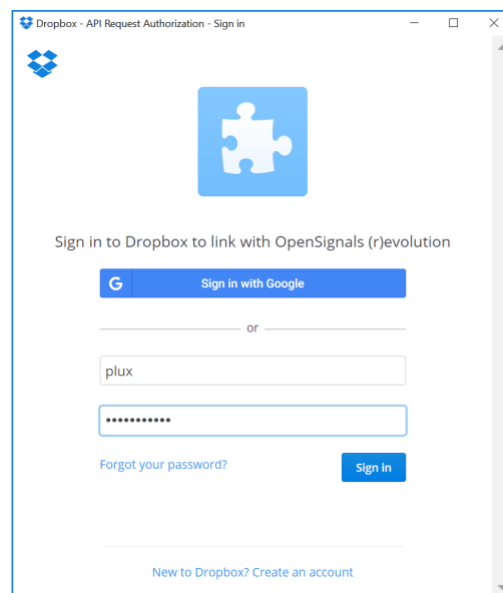 Dropbox - API Request Authorization - Sign in
Sign in to Dropbox to link with OpenSignals (r)evolution
G Sign in with Google
or
plux
•••••••••••
Forgot your password?
Sign in
New to Dropbox? Create an account